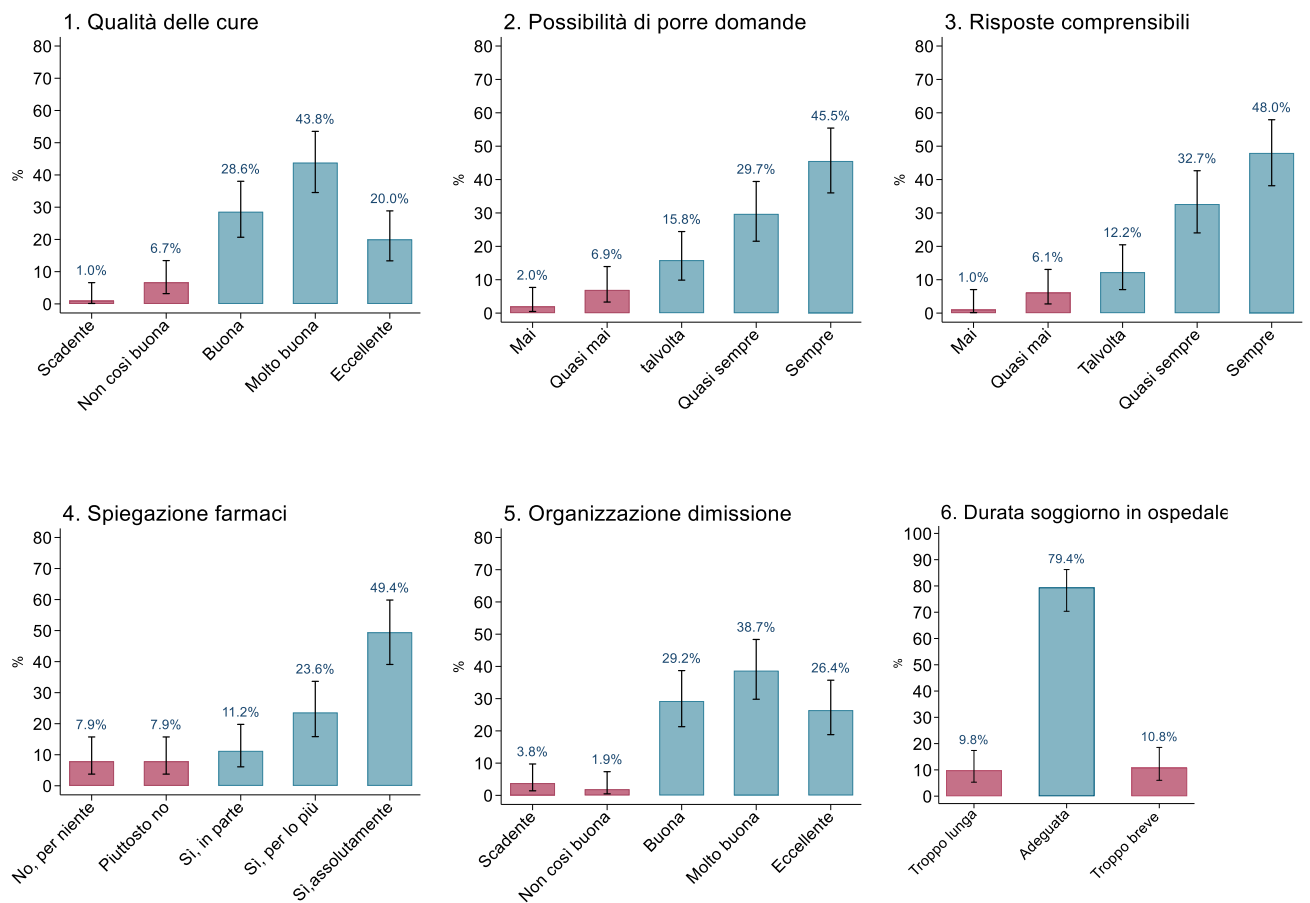 1. Qualità delle cure
80
70
60
50
40
30
20
10
0
%
1.0%
6.7%
28.6%
43.8%
20.0%
Scadente
Non così buona
Buona
Molto buona
Eccellente
2. Possibilità di porre domande
80
70
60
50
40
30
20
10
0
%
2.0%
6.9%
15.8%
29.7%
45.5%
Mai
Quasi mai
talvolta
Quasi sempre
Sempre
3. Risposte comprensibili
80
70
60
50
40
30
20
10
0
%
1.0%
6.1%
12.2%
32.7%
48.0%
Mai
Quasi mai
Talvolta
Quasi sempre
Sempre
4. Spiegazione farmaci
80
70
60
50
40
30
20
10
0
%
7.9%
7.9%
11.2%
23.6%
49.4%
No, per niente
Piuttosto no
Sì, in parte
Sì, per lo più
Sì,assolutamente
5. Organizzazione dimissione
80
70
60
50
40
30
20
10
0
%
3.8%
1.9%
29.2%
38.7%
26.4%
Scadente
Non così buona
Buona
Molto buona
Eccellente
6. Durata soggiorno in ospedale
100
90
80
70
60
50
40
30
20
10
0
%
9.8%
79.4%
10.8%
Troppo lunga
Adeguata
Troppo breve